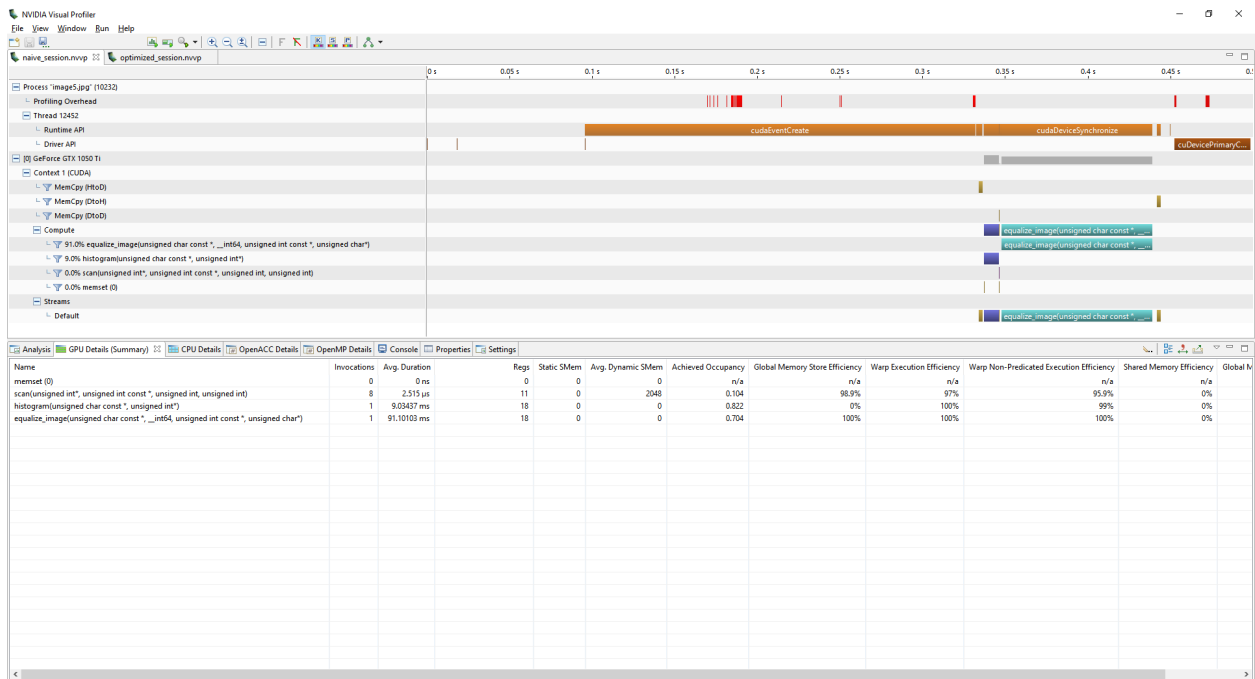 NVIDIA Visual Profiler
File View Window Run Help
naive_session.nvvp optimized_session.nvvp
0 s 0.05 s 0.1 s 0.15 s 0.2 s 0.25 s 0.3 s 0.35 s 0.4 s 0.45 s 0.
Process "image5.jpg" (10232)
Profiling Overhead
Thread 12452
Runtime API cudaEventCreate cudaDeviceSynchronize
Driver API cuDevicePrimaryC...
[0] GeForce GTX 1050 Ti
Context 1 (CUDA)
MemCpy (HtoD)
MemCpy (DtoH)
MemCpy (DtoD)
Compute equalize_image(unsigned char const *, __...
91.0% equalize_image(unsigned char const *, __int64, unsigned int const *, unsigned char*) equalize_image(unsigned char const *, __...
9.0% histogram(unsigned char const *, unsigned int*)
0.0% scan(unsigned int*, unsigned int const *, unsigned int, unsigned int)
0.0% memset (0)
Streams
Default equalize_image(unsigned char const *, __...
Analysis GPU Details (Summary) CPU Details OpenACC Details OpenMP Details Console Properties Settings
Name Invocations Avg. Duration Regs Static SMem Avg. Dynamic SMem Achieved Occupancy Global Memory Store Efficiency Warp Execution Efficiency Warp Non-Predicated Execution Efficiency Shared Memory Efficiency Global M
memset (0) 0 0 ns 0 0 0 n/a n/a n/a n/a n/a
scan(unsigned int*, unsigned int const *, unsigned int, unsigned int) 8 2.515 µs 11 0 2048 0.104 98.9% 97% 95.9% 0%
histogram(unsigned char const *, unsigned int*) 1 9.03437 ms 18 0 0 0.822 0% 100% 99% 0%
equalize_image(unsigned char const *, __int64, unsigned int const *, unsigned char*) 1 91.10103 ms 18 0 0 0.704 100% 100% 100% 0%